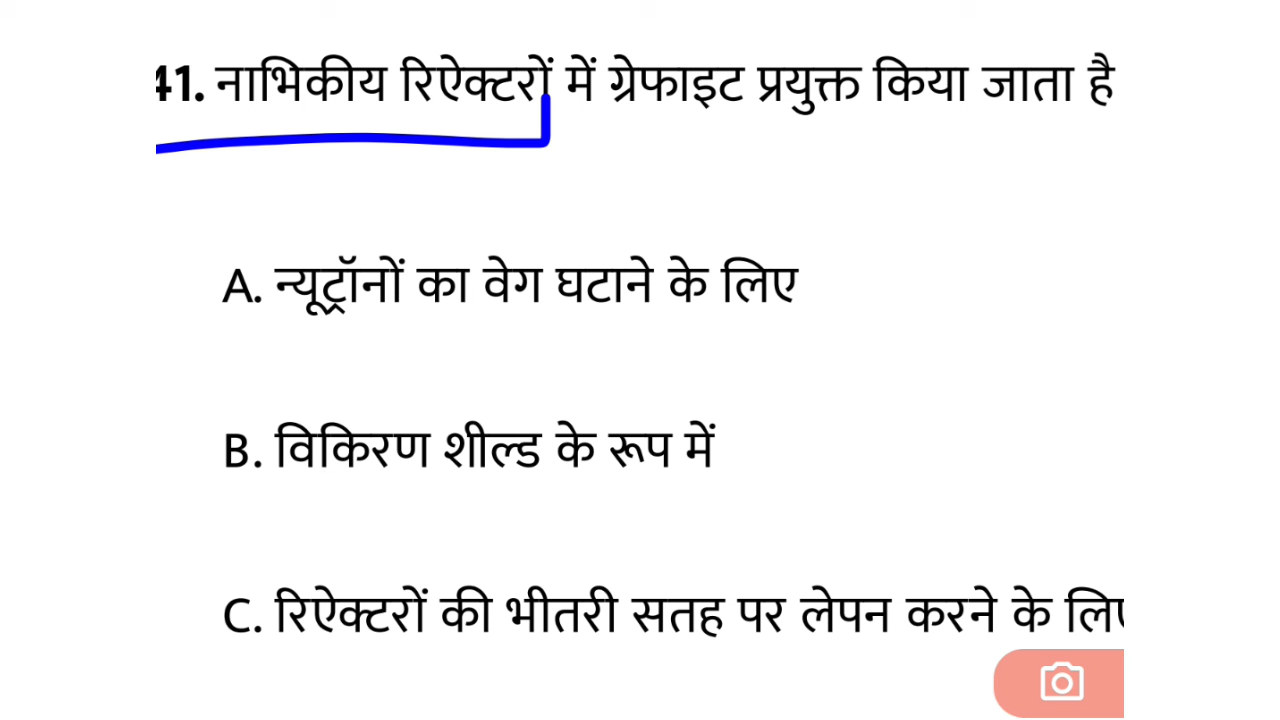 41. नाभिकीय रिऐक्टरों में ग्रेफाइट प्रयुक्त किया जाता है
A. न्यूट्रॉनों का वेग घटाने के लिए
B. विकिरण शील्ड के रूप में
C. रिऐक्टरों की भीतरी सतह पर लेपन करने के लिए